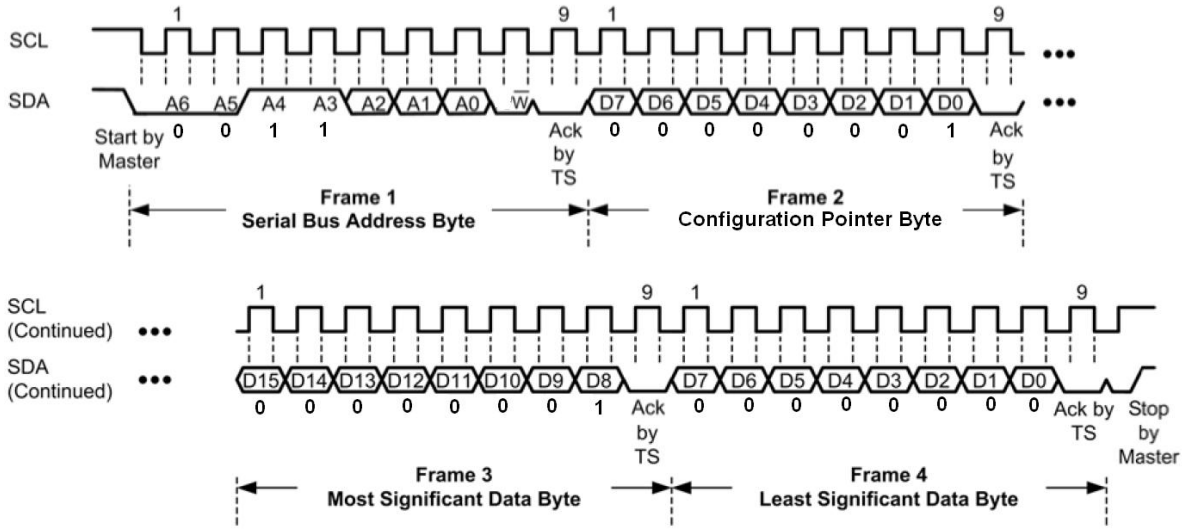 1 9 1 9
SCL •••
SDA A6 A5 A4 A3 A2 A1 A0 W D7 D6 D5 D4 D3 D2 D1 D0 •••
0 0 1 1 0 0 0 0 0 0 0 1
Start by Master
Ack by TS
Ack by TS
Frame 1
Serial Bus Address Byte
Frame 2
Configuration Pointer Byte
1 9 1 9
SCL
(Continued) •••
SDA
(Continued) •••
D15 D14 D13 D12 D11 D10 D9 D8 D7 D6 D5 D4 D3 D2 D1 D0
0 0 0 0 0 0 0 1 0 0 0 0 0 0 0 0
Ack by TS
Ack by TS
Stop by Master
Frame 3
Most Significant Data Byte
Frame 4
Least Significant Data Byte